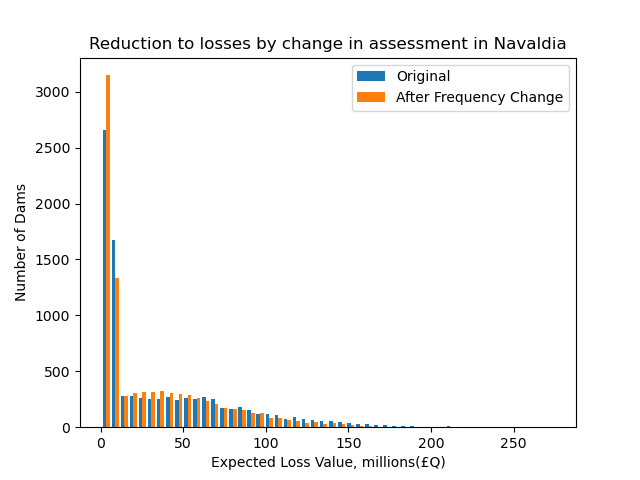 Reduction to losses by change in assessment in Navaldia
Original
After Frequency Change
3000
2500
2000
1500
1000
500
0
Number of Dams
0 50 100 150 200 250
Expected Loss Value, millions(£Q)